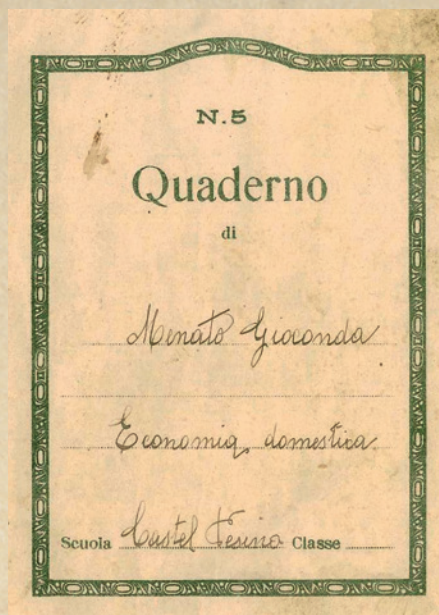 N.5
Quaderno
di
Menato Gioconda
Economia domestica
Scuola Castel Tesino Classe